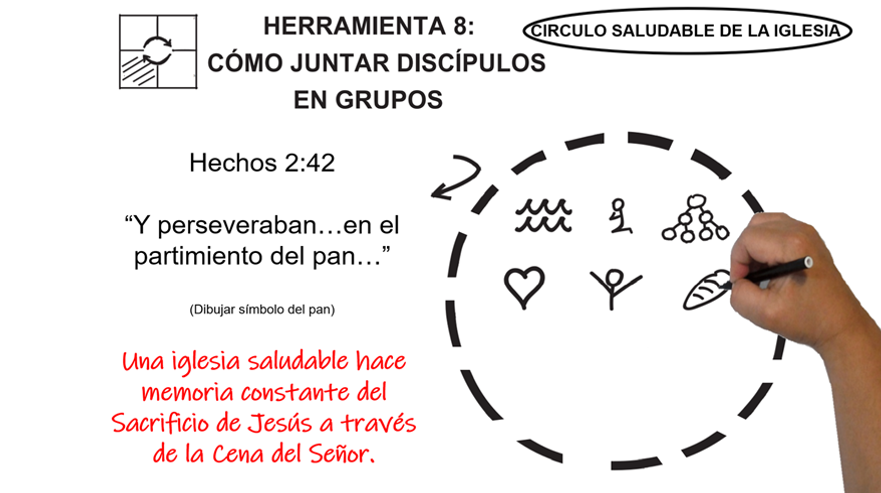 HERRAMIENTA 8:
CÓMO JUNTAR DISCÍPULOS
EN GRUPOS
CIRCULO SALUDABLE DE LA IGLESIA
Hechos 2:42
“Y perseveraban…en el
partimiento del pan…”
(Dibujar símbolo del pan)
Una iglesia saludable hace
memoria constante del
Sacrificio de Jesús a través
de la Cena del Señor.